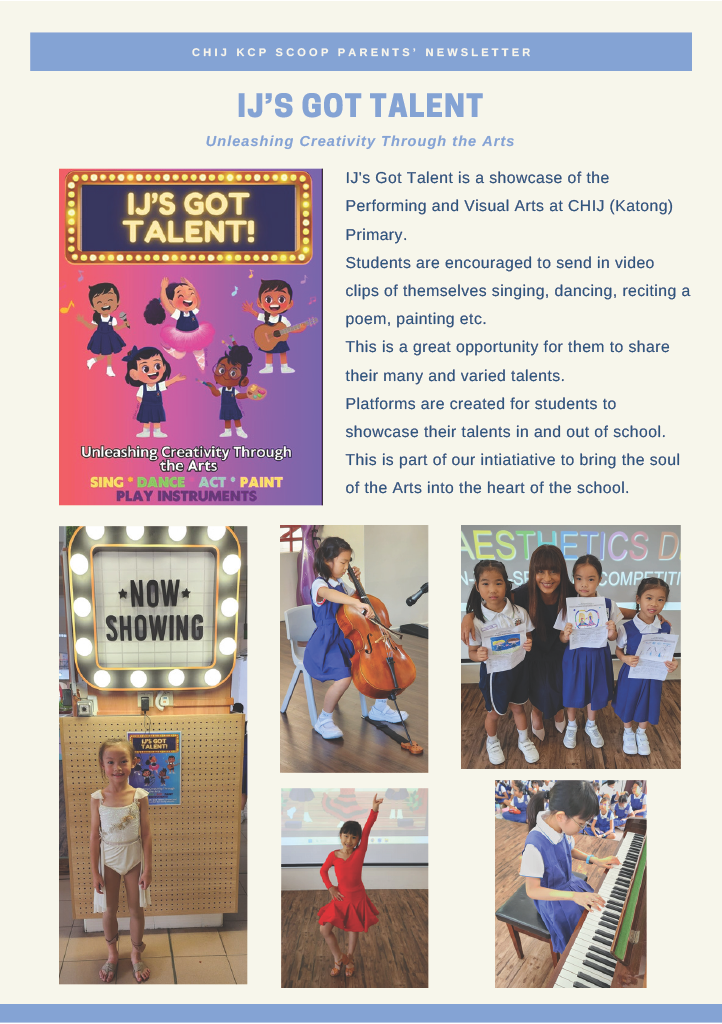 CHIJ KCP SCOOP PARENTS' NEWSLETTER
IJ'S GOT TALENT
Unleashing Creativity Through the Arts
IJ'S GOT
TALENT!
Unleashing Creativity Through
the Arts
SING * DANCE * ACT * PAINT
PLAY INSTRUMENTS
IJ's Got Talent is a showcase of the
Performing and Visual Arts at CHIJ (Katong)
Primary.
Students are encouraged to send in video
clips of themselves singing, dancing, reciting a
poem, painting etc.
This is a great opportunity for them to share
their many and varied talents.
Platforms are created for students to
showcase their talents in and out of school.
This is part of our intiatiative to bring the soul
of the Arts into the heart of the school.
★NOW★
SHOWING
IJ'S GOT
TALENT!
AESTHETICS
COMPETITI